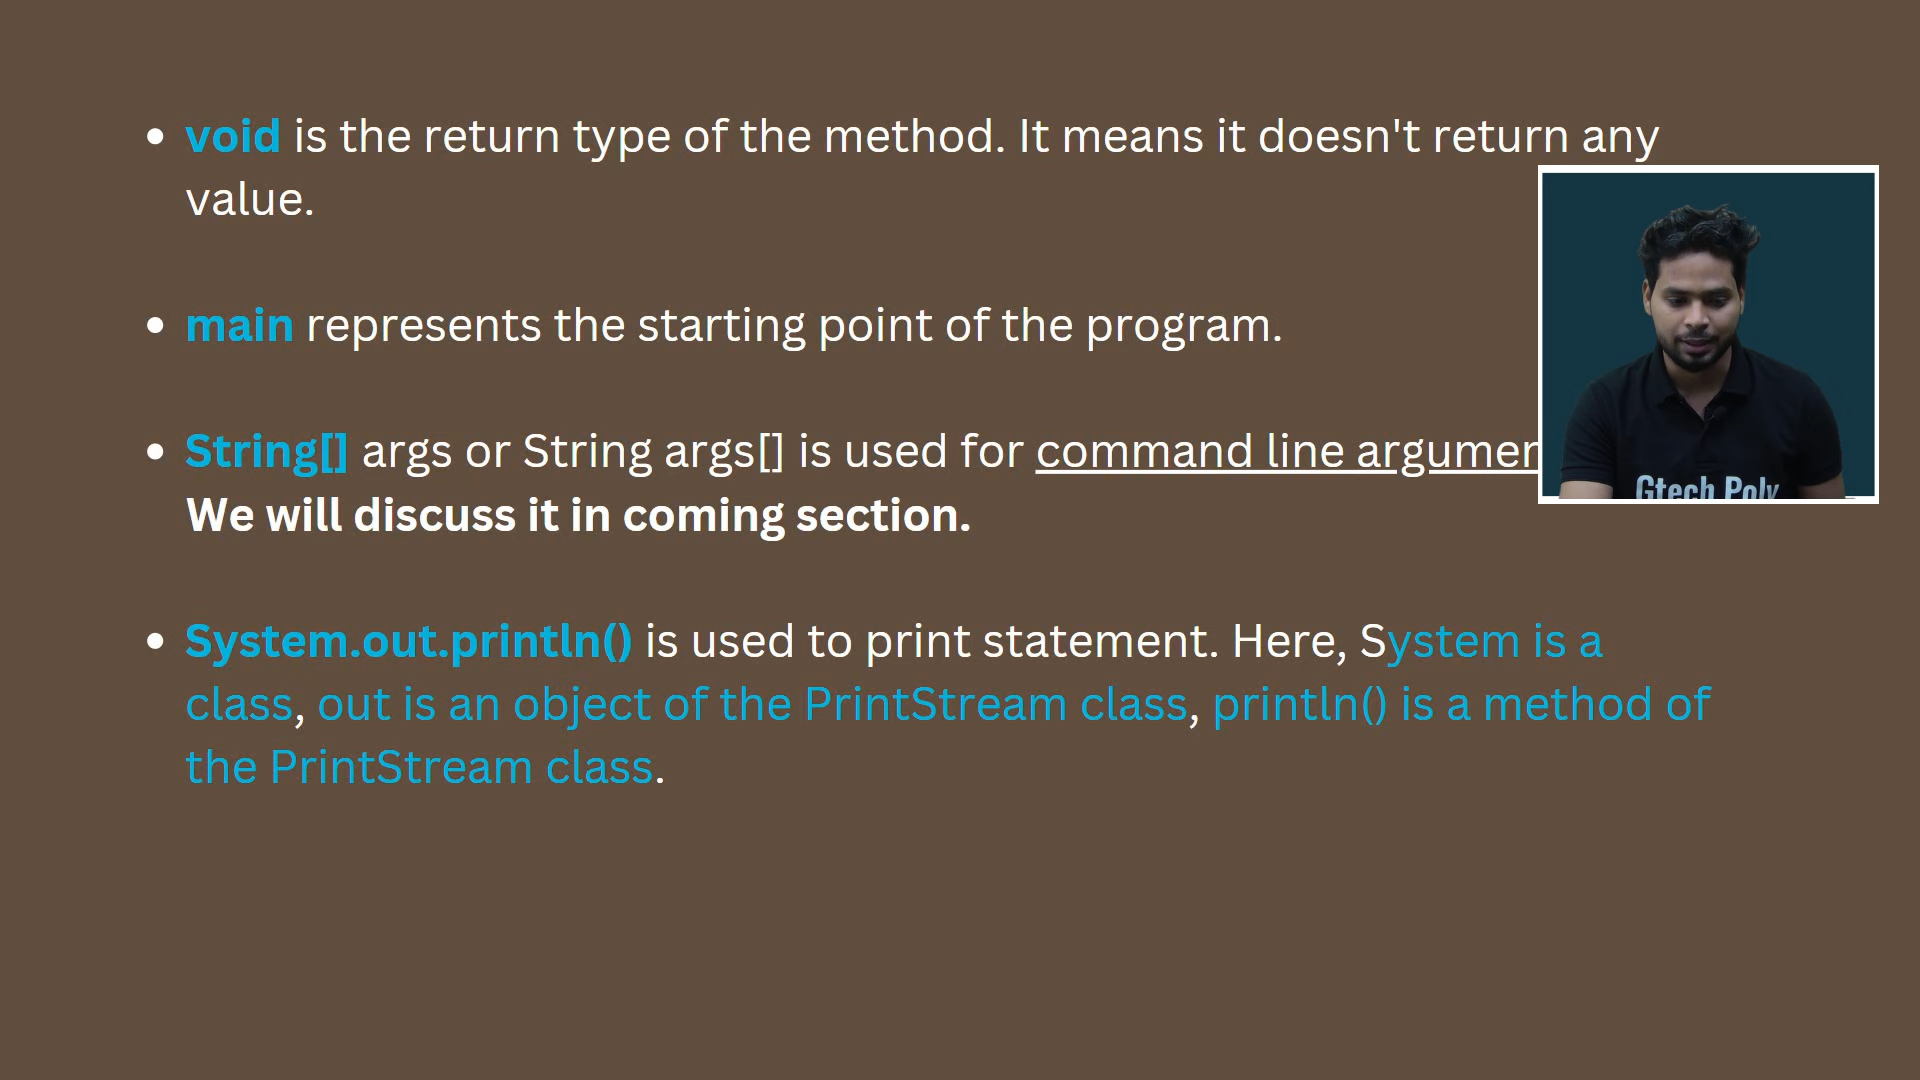 • void is the return type of the method. It means it doesn't return any
value.
• main represents the starting point of the program.
• String[] args or String args[] is used for command line
We will discuss it in coming section.
• System.out.println() is used to print statement. Here, System is a
class, out is an object of the PrintStream class, println() is a method of
the PrintStream class.
Gtech Poly